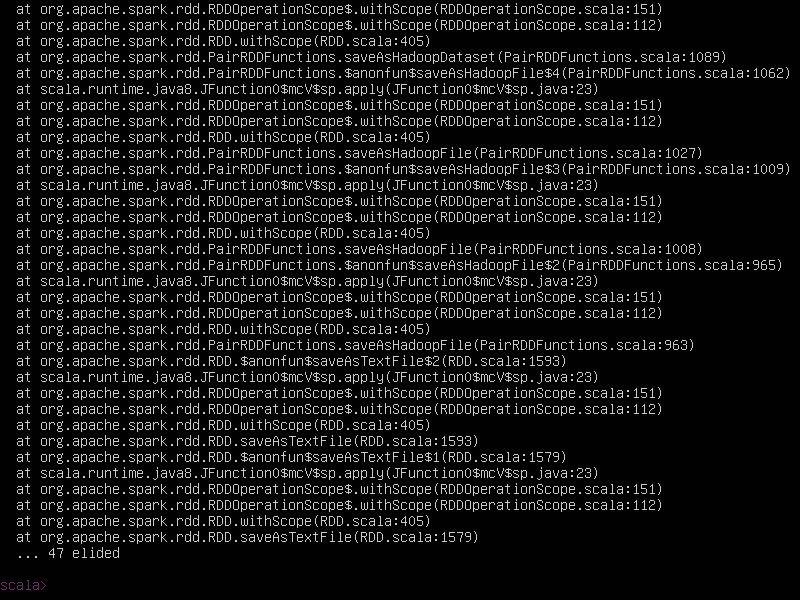 at org.apache.spark.rdd.RDDOperationScope$.withScope(RDDOperationScope.scala:151)
at org.apache.spark.rdd.RDDOperationScope$.withScope(RDDOperationScope.scala:112)
at org.apache.spark.rdd.RDD.withScope(RDD.scala:405)
at org.apache.spark.rdd.PairRDDFunctions.saveAsHadoopDataset(PairRDDFunctions.scala:1089)
at org.apache.spark.rdd.PairRDDFunctions.$anonfun$saveAsHadoopFile$4(PairRDDFunctions.scala:1062)
at scala.runtime.java8.JFunction0$mcV$sp.apply(JFunction0$mcV$sp.java:23)
at org.apache.spark.rdd.RDDOperationScope$.withScope(RDDOperationScope.scala:151)
at org.apache.spark.rdd.RDDOperationScope$.withScope(RDDOperationScope.scala:112)
at org.apache.spark.rdd.RDD.withScope(RDD.scala:405)
at org.apache.spark.rdd.PairRDDFunctions.saveAsHadoopFile(PairRDDFunctions.scala:1027)
at org.apache.spark.rdd.PairRDDFunctions.$anonfun$saveAsHadoopFile$3(PairRDDFunctions.scala:1009)
at scala.runtime.java8.JFunction0$mcV$sp.apply(JFunction0$mcV$sp.java:23)
at org.apache.spark.rdd.RDDOperationScope$.withScope(RDDOperationScope.scala:151)
at org.apache.spark.rdd.RDDOperationScope$.withScope(RDDOperationScope.scala:112)
at org.apache.spark.rdd.RDD.withScope(RDD.scala:405)
at org.apache.spark.rdd.PairRDDFunctions.saveAsHadoopFile(PairRDDFunctions.scala:1008)
at org.apache.spark.rdd.PairRDDFunctions.$anonfun$saveAsHadoopFile$2(PairRDDFunctions.scala:965)
at scala.runtime.java8.JFunction0$mcV$sp.apply(JFunction0$mcV$sp.java:23)
at org.apache.spark.rdd.RDDOperationScope$.withScope(RDDOperationScope.scala:151)
at org.apache.spark.rdd.RDDOperationScope$.withScope(RDDOperationScope.scala:112)
at org.apache.spark.rdd.RDD.withScope(RDD.scala:405)
at org.apache.spark.rdd.PairRDDFunctions.saveAsHadoopFile(PairRDDFunctions.scala:963)
at org.apache.spark.rdd.RDD.$anonfun$saveAsTextFile$2(RDD.scala:1593)
at scala.runtime.java8.JFunction0$mcV$sp.apply(JFunction0$mcV$sp.java:23)
at org.apache.spark.rdd.RDDOperationScope$.withScope(RDDOperationScope.scala:151)
at org.apache.spark.rdd.RDDOperationScope$.withScope(RDDOperationScope.scala:112)
at org.apache.spark.rdd.RDD.withScope(RDD.scala:405)
at org.apache.spark.rdd.RDD.saveAsTextFile(RDD.scala:1593)
at org.apache.spark.rdd.RDD.$anonfun$saveAsTextFile$1(RDD.scala:1579)
at scala.runtime.java8.JFunction0$mcV$sp.apply(JFunction0$mcV$sp.java:23)
at org.apache.spark.rdd.RDDOperationScope$.withScope(RDDOperationScope.scala:151)
at org.apache.spark.rdd.RDDOperationScope$.withScope(RDDOperationScope.scala:112)
at org.apache.spark.rdd.RDD.withScope(RDD.scala:405)
at org.apache.spark.rdd.RDD.saveAsTextFile(RDD.scala:1579)
... 47 elided
scala>